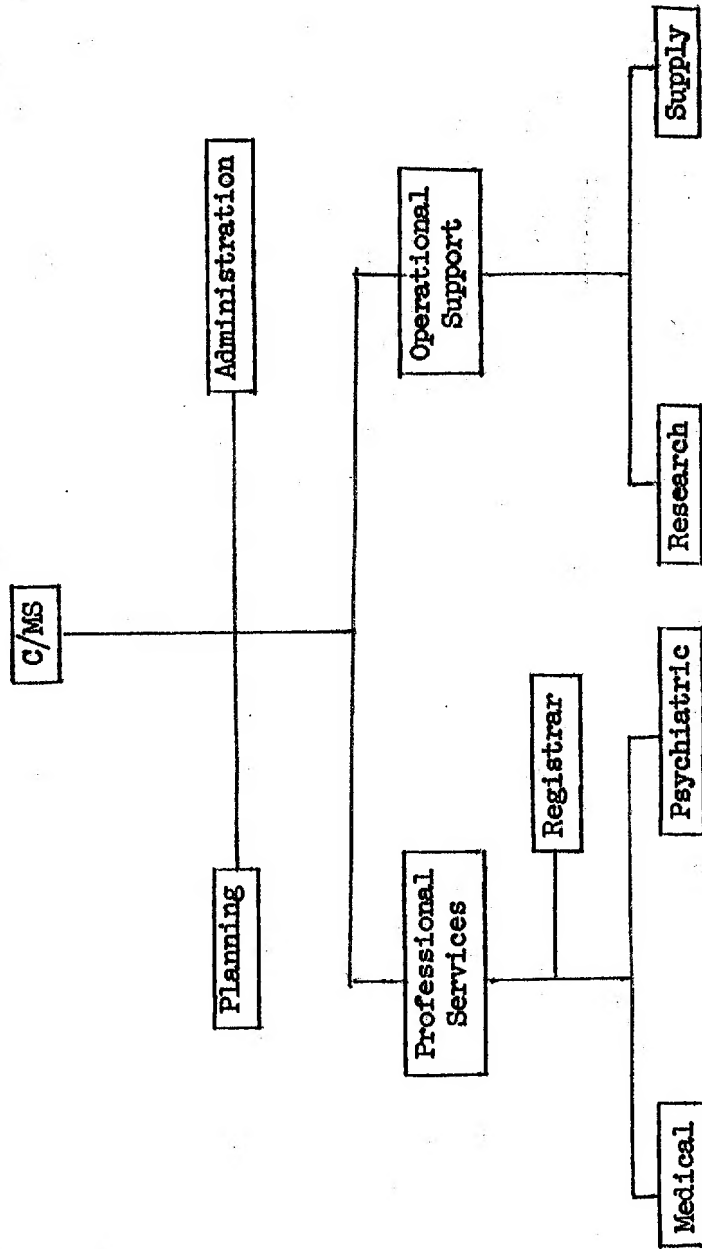 C/MS
Planning
Administration
Professional
Services
Operational
Support
Registrar
Medical
Psychiatric
Research
Supply